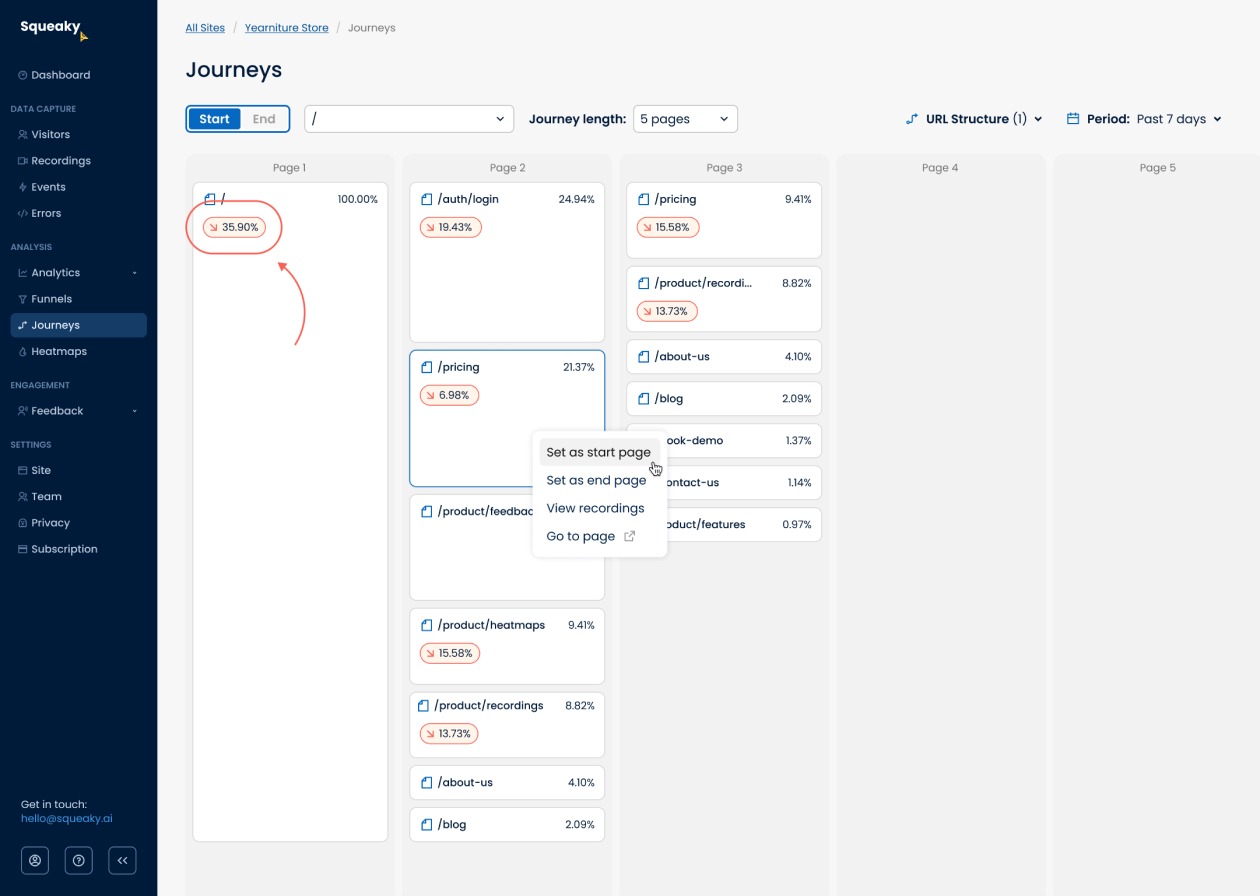 Squeaky
Dashboard
DATA CAPTURE
Visitors
Recordings
Events
Errors
ANALYSIS
Analytics
Funnels
Journeys
Heatmaps
ENGAGEMENT
Feedback
SETTINGS
Site
Team
Privacy
Subscription
Get in touch:
hello@squeaky.ai
All Sites / Yearniture Store / Journeys
Journeys
Start End / Journey length: 5 pages URL Structure (1) Period: Past 7 days
Page 1
/ 100.00%
35.90%
Page 2
/auth/login 24.94%
19.43%
/pricing 21.37%
6.98%
/product/feedbac
/product/heatmaps 9.41%
15.58%
/product/recordings 8.82%
13.73%
/about-us 4.10%
/blog 2.09%
Set as start page
Set as end page
View recordings
Go to page
Page 3
/pricing 9.41%
15.58%
/product/recordi... 8.82%
13.73%
/about-us 4.10%
/blog 2.09%
ook-demo 1.37%
ontact-us 1.14%
oduct/features 0.97%
Page 4
Page 5